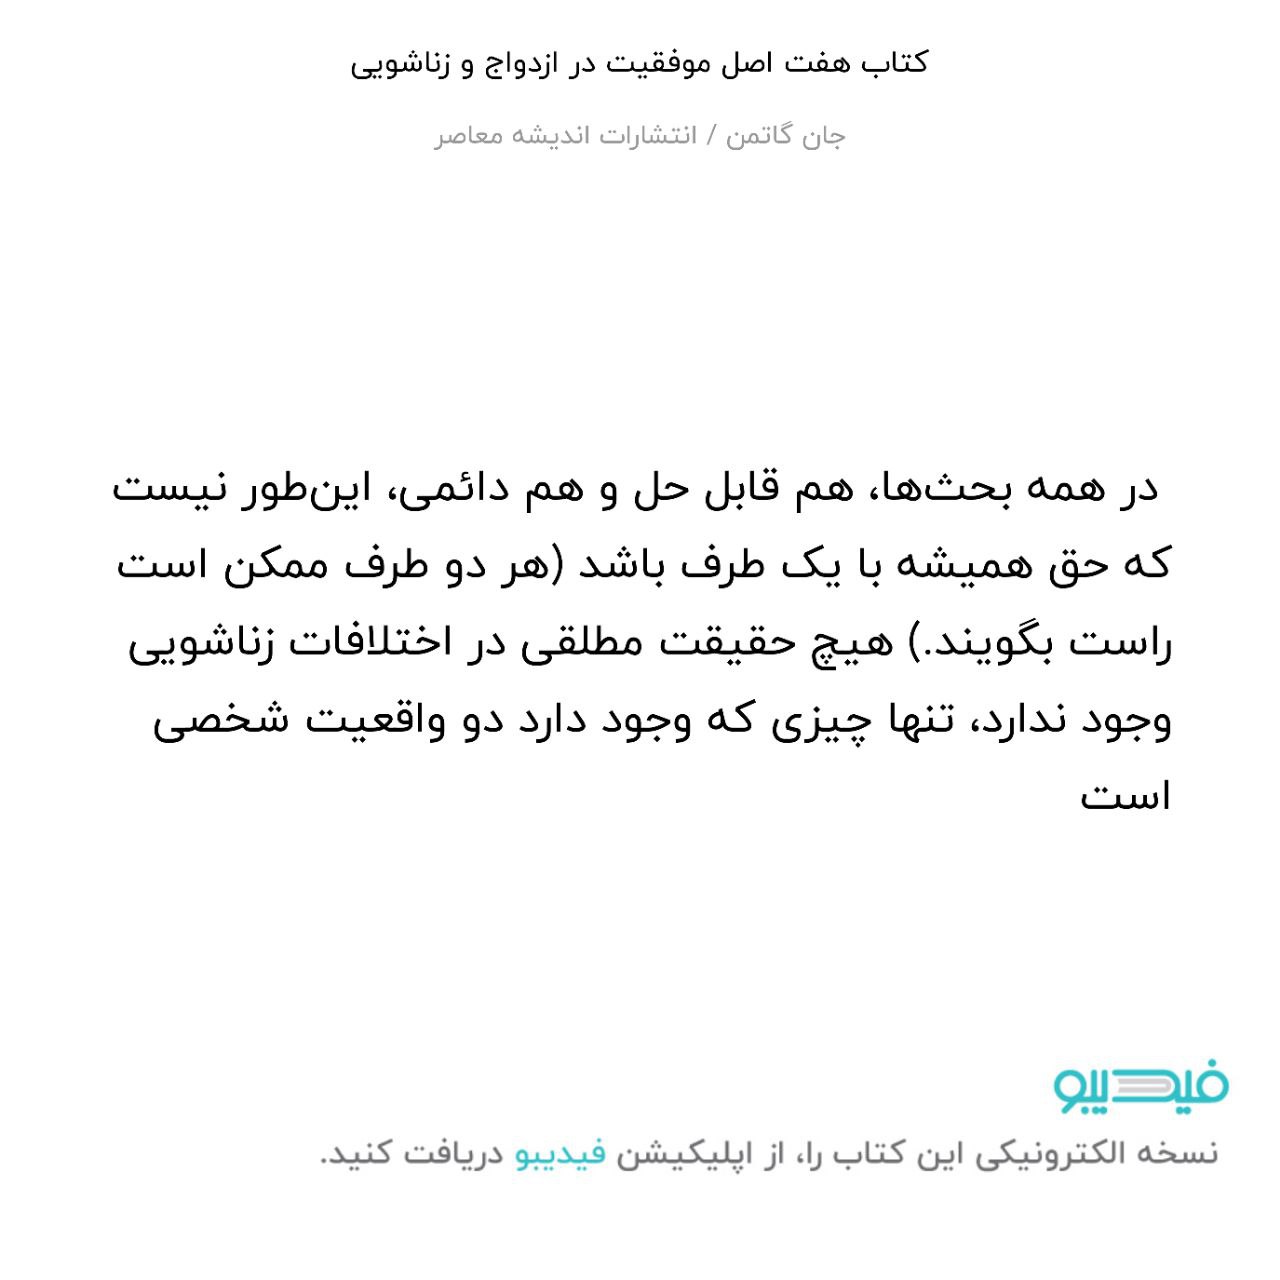 کتاب هفت اصل موفقیت در ازدواج و زناشویی
جان گاتمن / انتشارات اندیشه معاصر
در همه بحث‌ها، هم قابل حل و هم دائمی، این‌طور نیست
که حق همیشه با یک طرف باشد (هر دو طرف ممکن است
راست بگویند.) هیچ حقیقت مطلقی در اختلافات زناشویی
وجود ندارد، تنها چیزی که وجود دارد دو واقعیت شخصی
است
فیدیبو
نسخه الکترونیکی این کتاب را، از اپلیکیشن فیدیبو دریافت کنید.